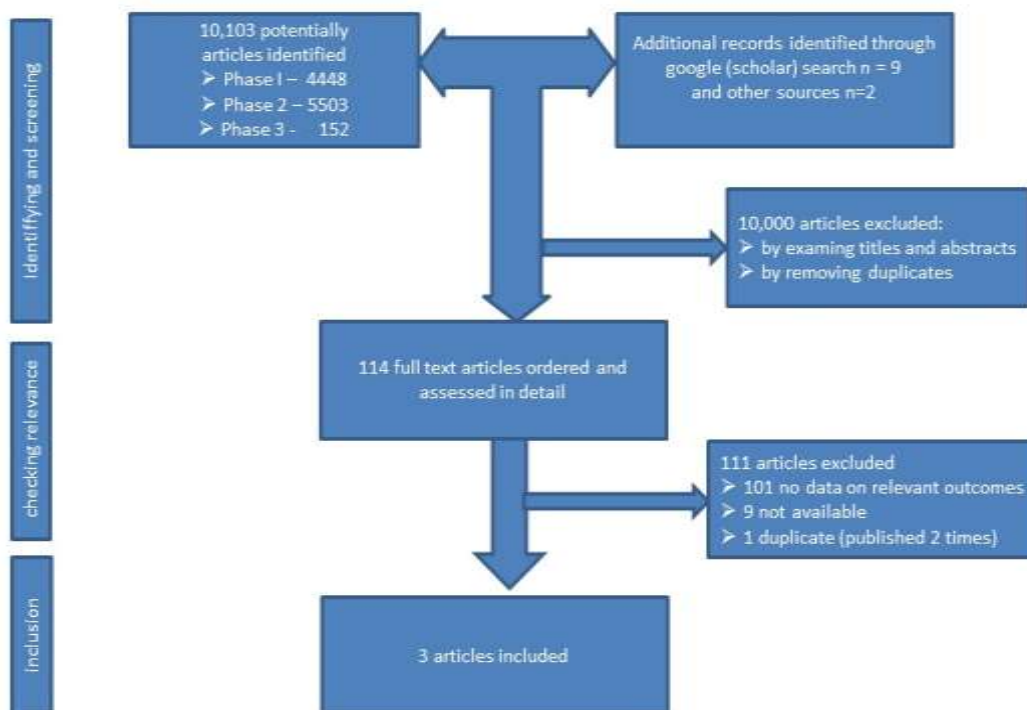 Identiffying and screening
10,103 potentially
articles identified
➢ Phase I – 4448
➢ Phase 2 – 5503
➢ Phase 3 - 152
Additional records identified through
google (scholar) search n = 9
and other sources n=2
10,000 articles excluded:
➢ by examing titles and abstracts
➢ by removing duplicates
checking relevance
114 full text articles ordered and
assessed in detail
111 articles excluded
➢ 101 no data on relevant outcomes
➢ 9 not available
➢ 1 duplicate (published 2 times)
inclusion
3 articles included